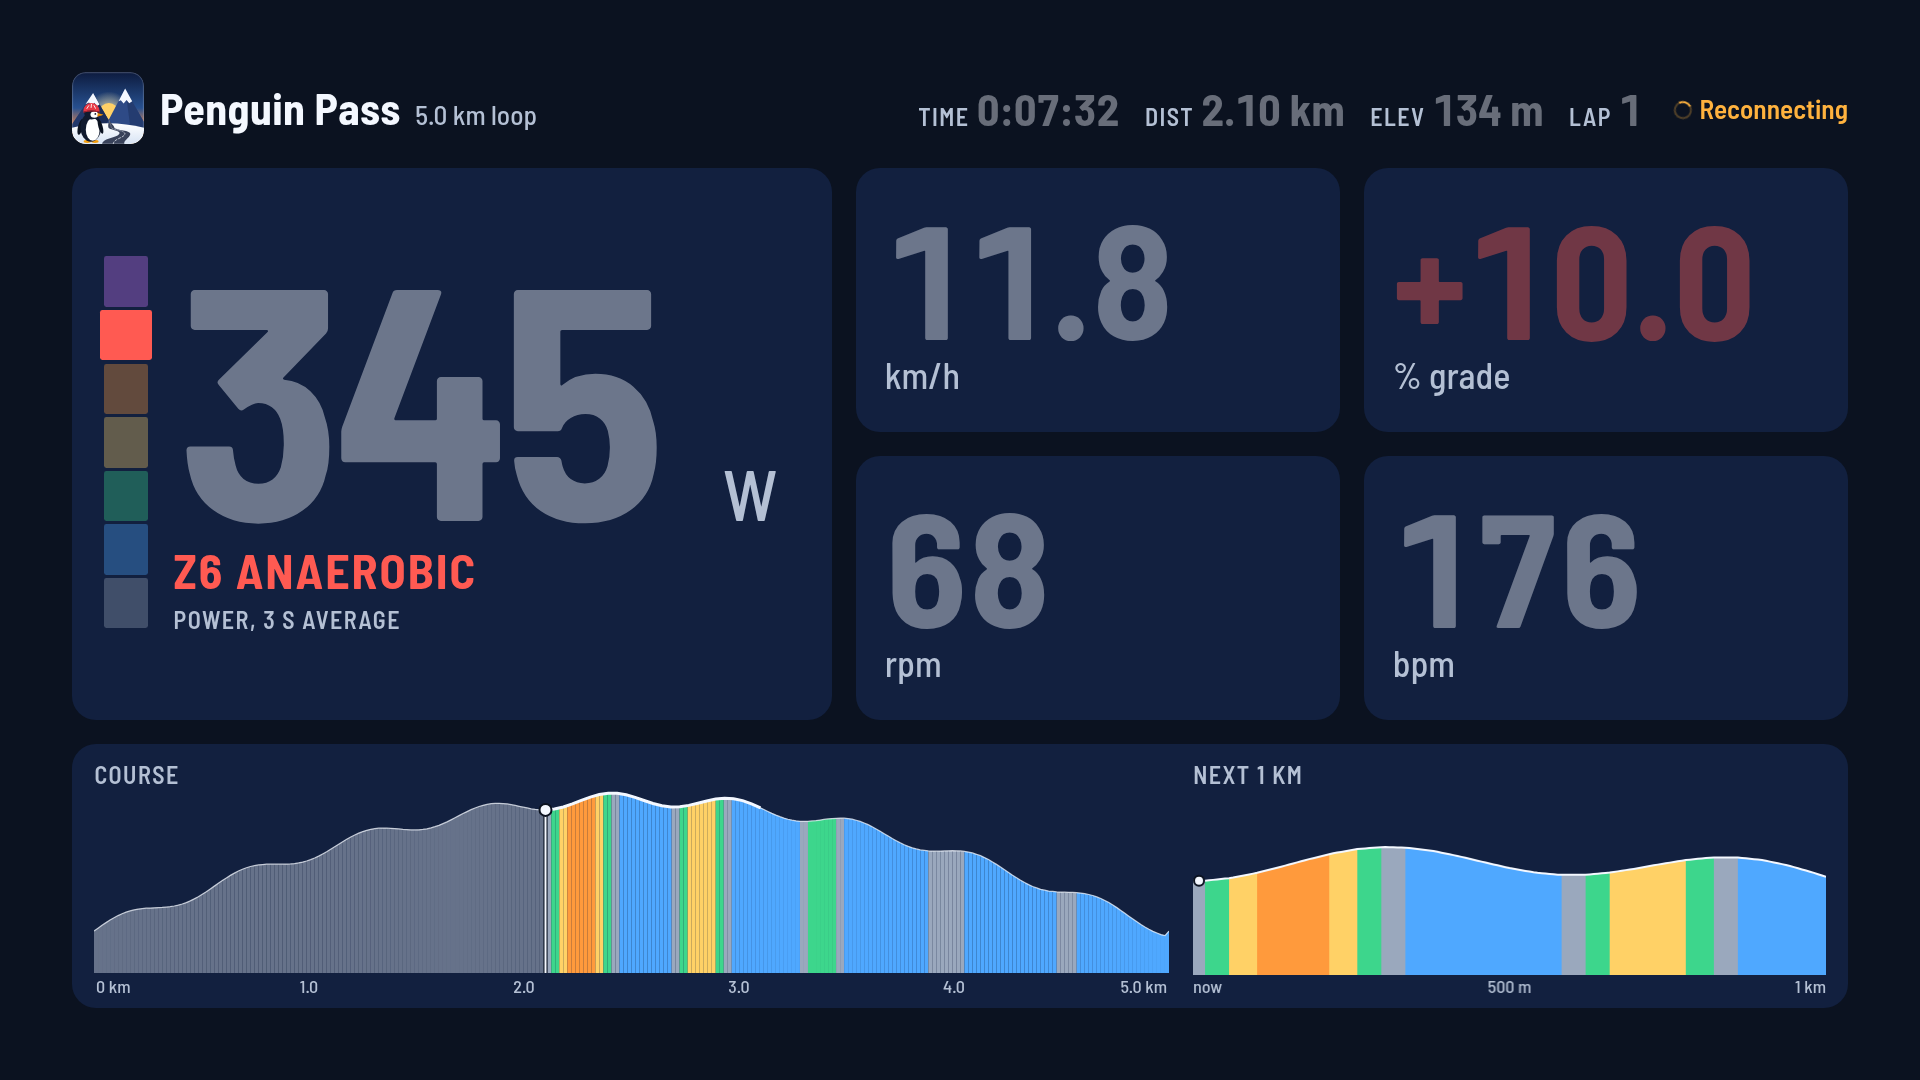 Penguin Pass 5.0 km loop
TIME 0:07:32 DIST 2.10 km ELEV 134 m LAP 1 Reconnecting
345 W
Z6 ANAEROBIC
POWER, 3 S AVERAGE
11.8
km/h
+10.0
% grade
68
rpm
176
bpm
COURSE
0 km 1.0 2.0 3.0 4.0 5.0 km
NEXT 1 KM
now 500 m 1 km